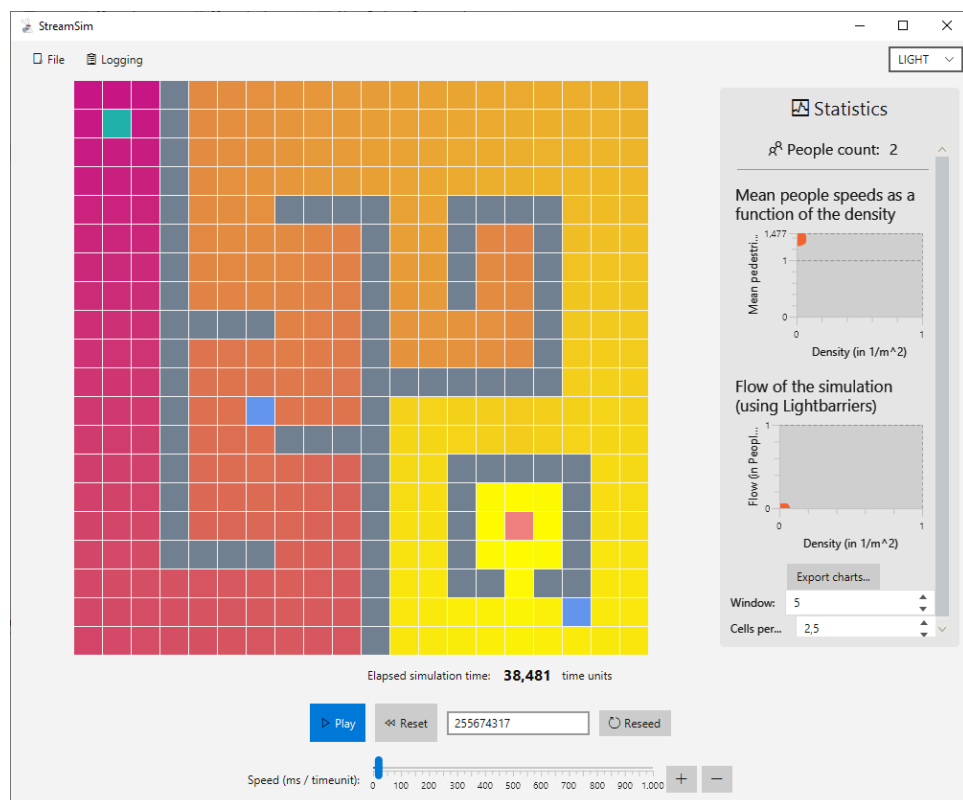 StreamSim
File Logging LIGHT
Statistics
People count: 2
Mean people speeds as a
function of the density
Mean pedestri...
1,477
1
0
0 1
Density (in 1/m^2)
Flow of the simulation
(using Lightbarriers)
Flow (in Peopl...
1
0
0 1
Density (in 1/m^2)
Export charts...
Window: 5
Cells per... 2,5
Elapsed simulation time: 38,481 time units
Play Reset 255674317 Reseed
Speed (ms / timeunit): + −
0 100 200 300 400 500 600 700 800 900 1.000